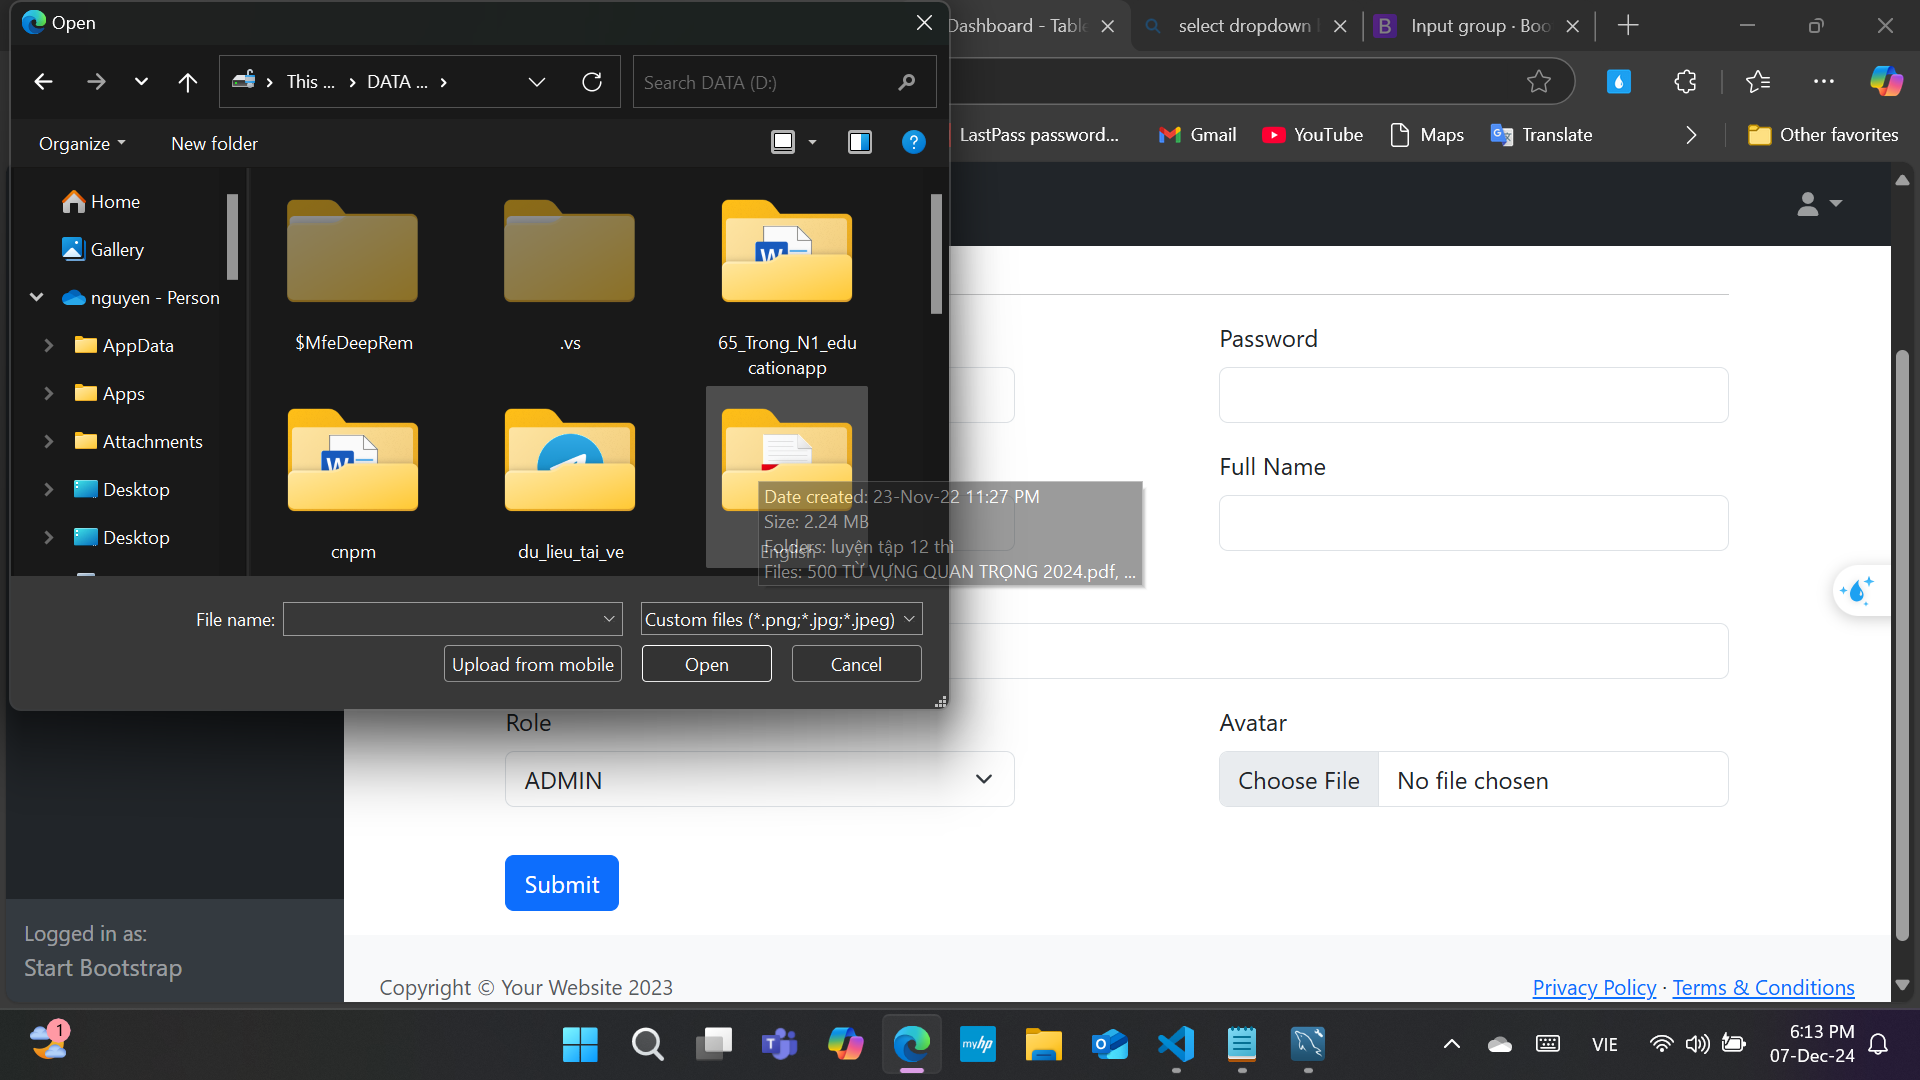 Open
Dashboard - Table
select dropdown
Input group · Boo
This ...
DATA ...
Search DATA (D:)
Organize
New folder
LastPass password...
Gmail
YouTube
Maps
Translate
Other favorites
Home
Gallery
nguyen - Person
AppData
Apps
Attachments
Desktop
Desktop
$MfeDeepRem
.vs
65_Trong_N1_edu
cationapp
cnpm
du_lieu_tai_ve
English
Date created: 23-Nov-22 11:27 PM
Size: 2.24 MB
Folders: luyện tập 12 thì
Files: 500 TỪ VỰNG QUAN TRỌNG 2024.pdf, ...
File name:
Custom files (*.png;*.jpg;*.jpeg)
Upload from mobile
Open
Cancel
Password
Full Name
Role
Avatar
ADMIN
Choose File
No file chosen
Submit
Logged in as:
Start Bootstrap
Copyright © Your Website 2023
Privacy Policy · Terms & Conditions
1
myhp
VIE
6:13 PM
07-Dec-24